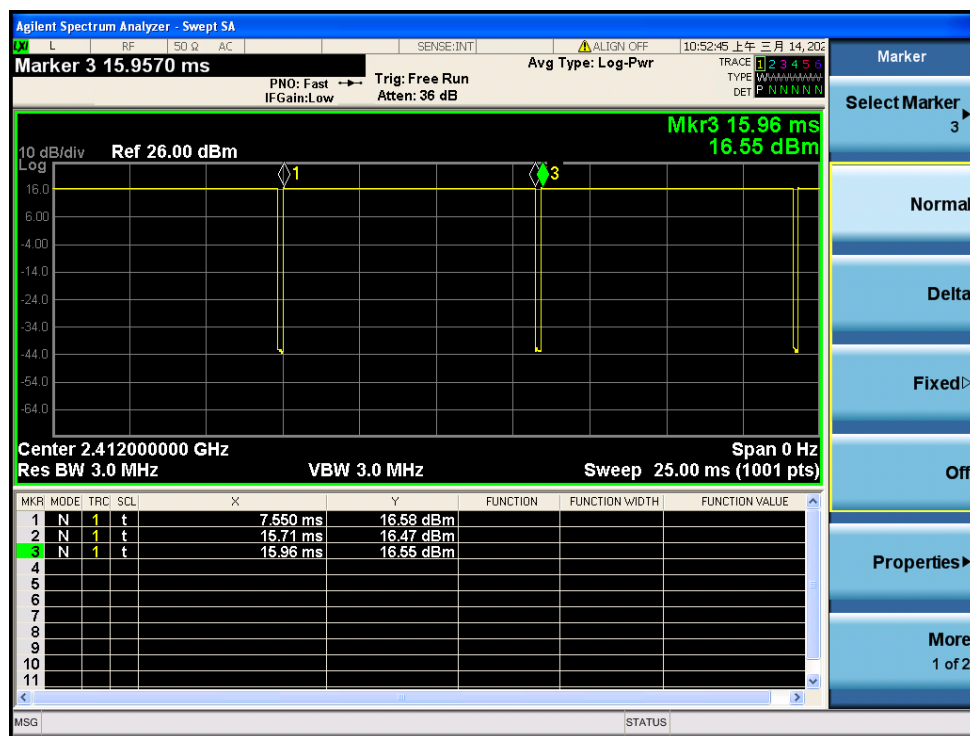 Agilent Spectrum Analyzer - Swept SA
LXI L RF 50 Ω AC SENSE:INT ALIGN OFF 10:52:45 上午 三月 14, 202
Marker 3 15.9570 ms
PNO: Fast
IFGain:Low
Trig: Free Run
Atten: 36 dB
Avg Type: Log-Pwr
TRACE 1 2 3 4 5 6
TYPE
DET P N N N N N
Mkr3 15.96 ms
16.55 dBm
10 dB/div Ref 26.00 dBm
Log
1
3
16.0
6.00
-4.00
-14.0
-24.0
-34.0
-44.0
-54.0
-64.0
Center 2.412000000 GHz Span 0 Hz
Res BW 3.0 MHz VBW 3.0 MHz Sweep 25.00 ms (1001 pts)
MKR MODE TRC SCL X Y FUNCTION FUNCTION WIDTH FUNCTION VALUE
1 N 1 t 7.550 ms 16.58 dBm
2 N 1 t 15.71 ms 16.47 dBm
3 N 1 t 15.96 ms 16.55 dBm
4
5
6
7
8
9
10
11
MSG STATUS
Marker
Select Marker
3
Normal
Delta
Fixed
Off
Properties
More
1 of 2